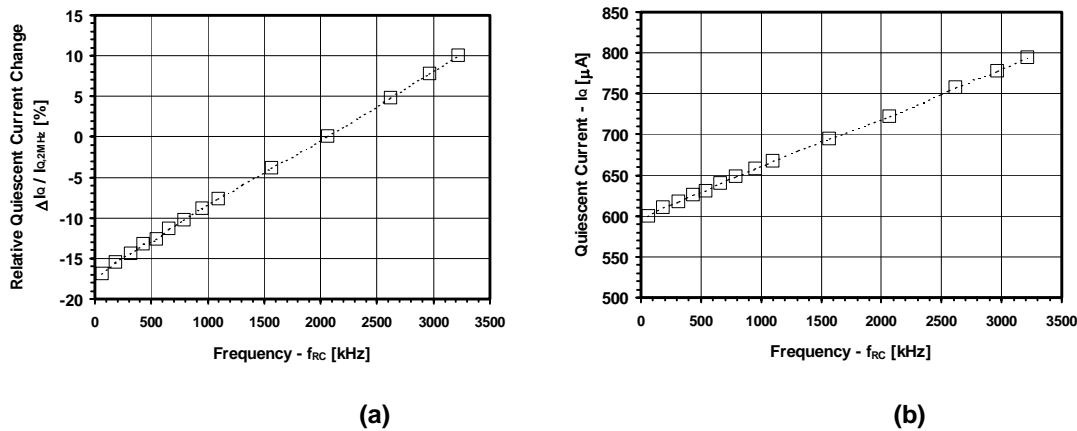 Relative Quiescent Current Change
ΔIQ / IQ,2MHz [%]
15
10
5
0
-5
-10
-15
-20
0 500 1000 1500 2000 2500 3000 3500
Frequency - fRC [kHz]
(a)
Quiescent Current - IQ [µA]
850
800
750
700
650
600
550
500
0 500 1000 1500 2000 2500 3000 3500
Frequency - fRC [kHz]
(b)